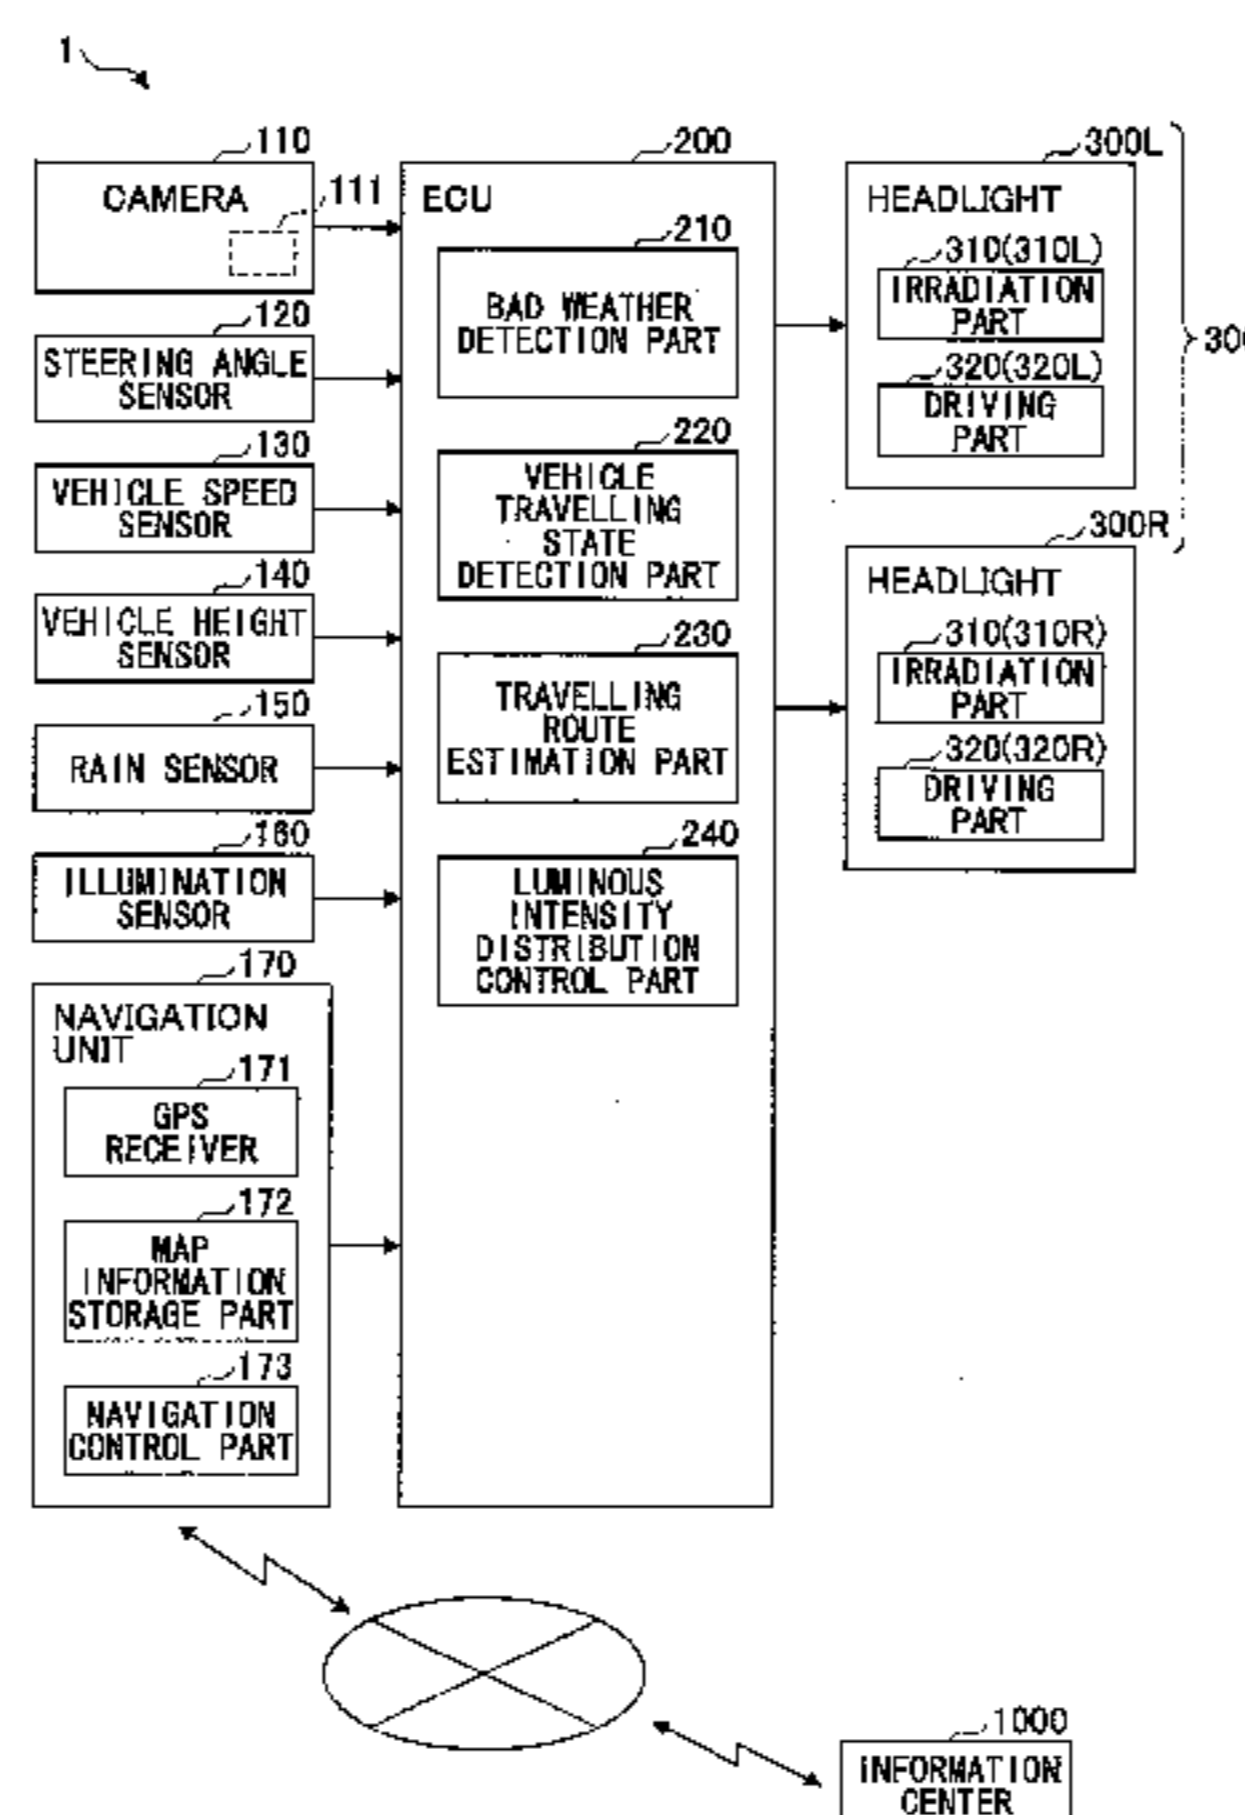 1
110
CAMERA
111
120
STEERING ANGLE
SENSOR
130
VEHICLE SPEED
SENSOR
140
VEHICLE HEIGHT
SENSOR
150
RAIN SENSOR
160
ILLUMINATION
SENSOR
170
NAVIGATION
UNIT
171
GPS
RECEIVER
172
MAP
INFORMATION
STORAGE PART
173
NAVIGATION
CONTROL PART
200
ECU
210
BAD WEATHER
DETECTION PART
220
VEHICLE
TRAVELLING
STATE
DETECTION PART
230
TRAVELLING
ROUTE
ESTIMATION PART
240
LUMINOUS
INTENSITY
DISTRIBUTION
CONTROL PART
300L
HEADLIGHT
310(310L)
IRRADIATION
PART
320(320L)
DRIVING
PART
300
300R
HEADLIGHT
310(310R)
IRRADIATION
PART
320(320R)
DRIVING
PART
1000
INFORMATION
CENTER